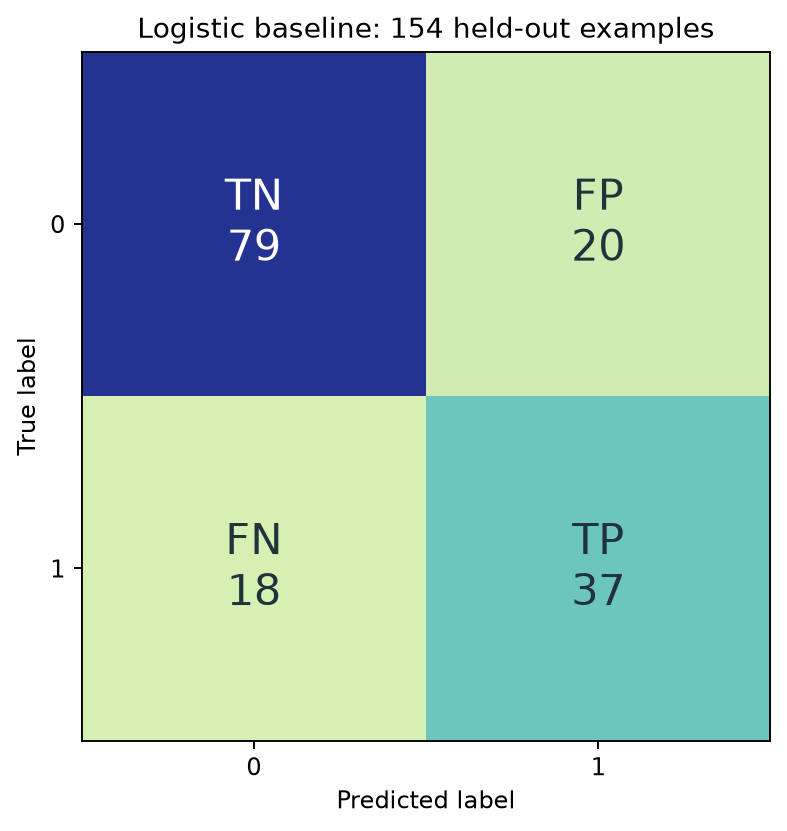 Logistic baseline: 154 held-out examples
TN
79
FP
20
0
True label
FN
18
TP
37
1
0
1
Predicted label